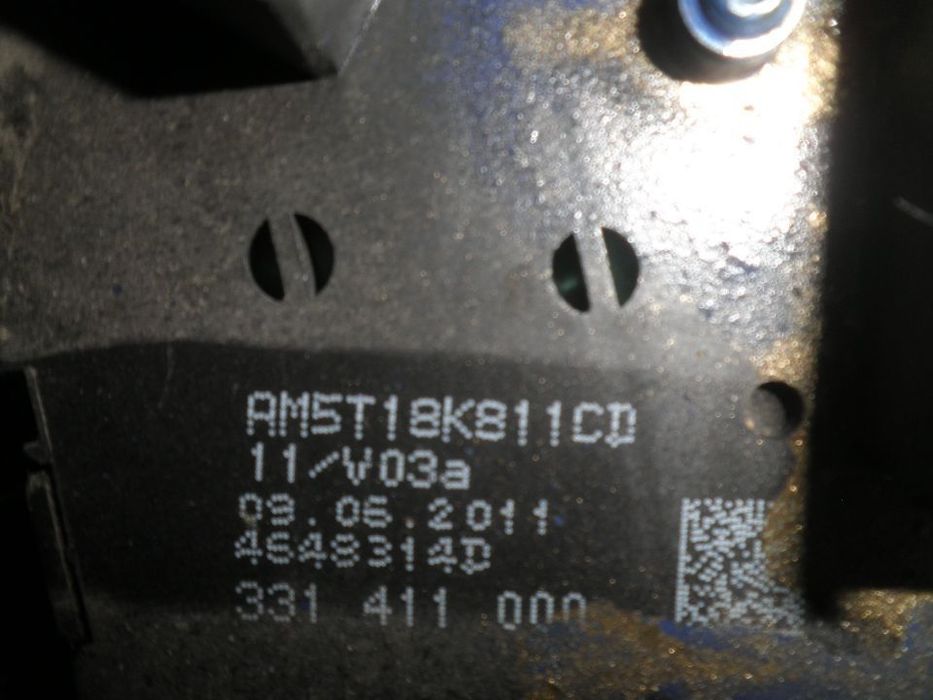 AM5T18K811CD
11/V03a
09.06.2011
4648314D
331 411 000